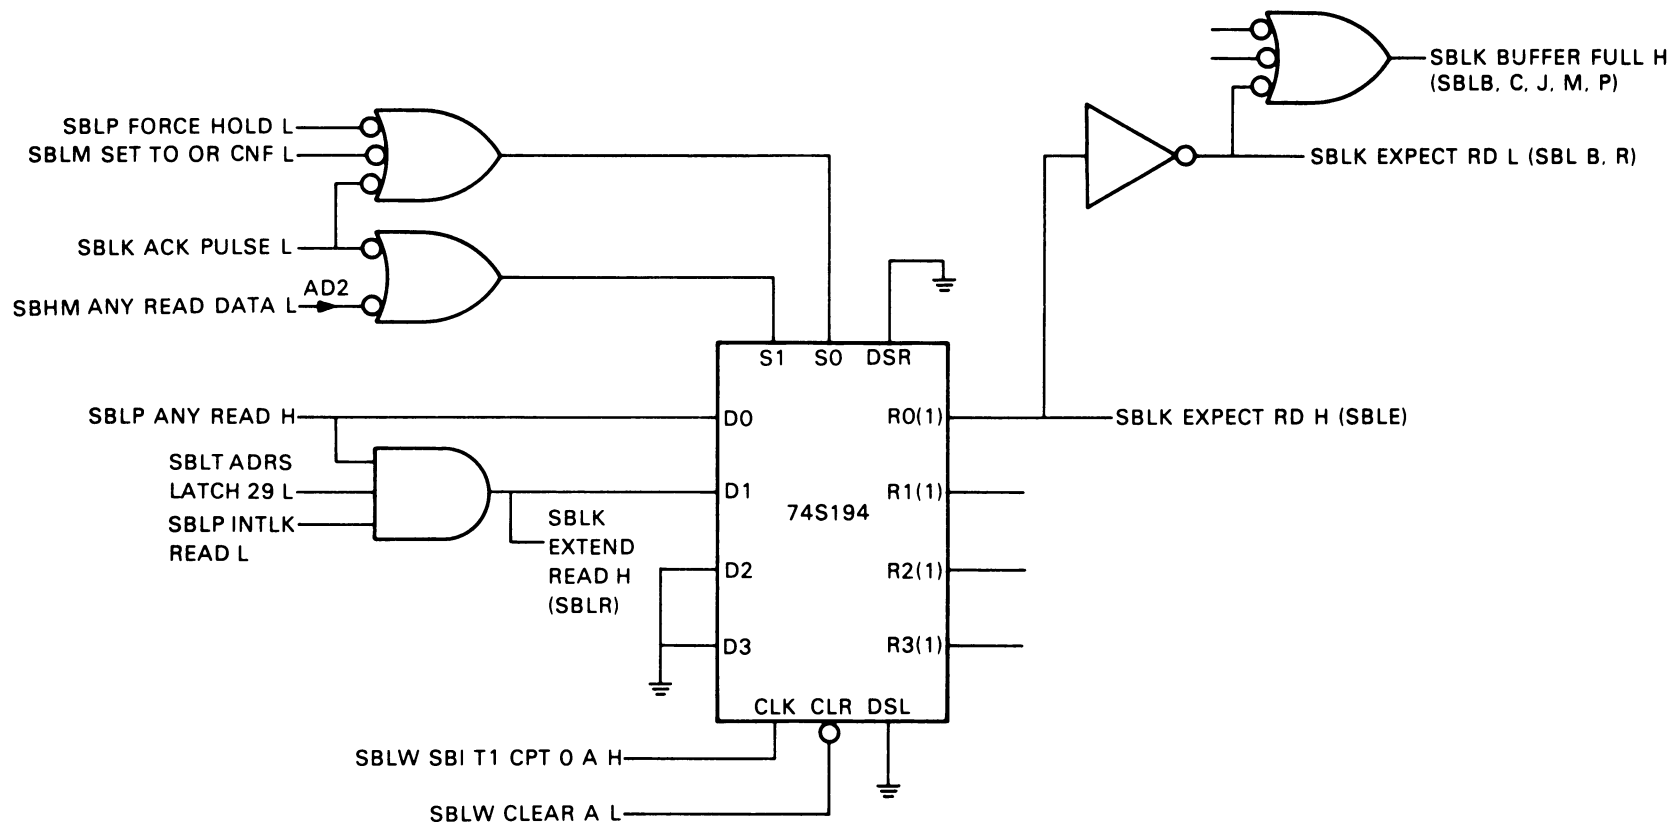 SBLK BUFFER FULL H
(SBLB, C, J, M, P)
SBLP FORCE HOLD L
SBLM SET TO OR CNF L
SBLK EXPECT RD L (SBL B, R)
SBLK ACK PULSE L
AD2
SBHM ANY READ DATA L
S1 S0 DSR
SBLP ANY READ H
D0
R0(1)
SBLK EXPECT RD H (SBLE)
SBLT ADRS
LATCH 29 L
D1
R1(1)
74S194
SBLP INTLK
READ L
SBLK
EXTEND
READ H
(SBLR)
D2
R2(1)
D3
R3(1)
CLK CLR DSL
SBLW SBI T1 CPT 0 A H
SBLW CLEAR A L